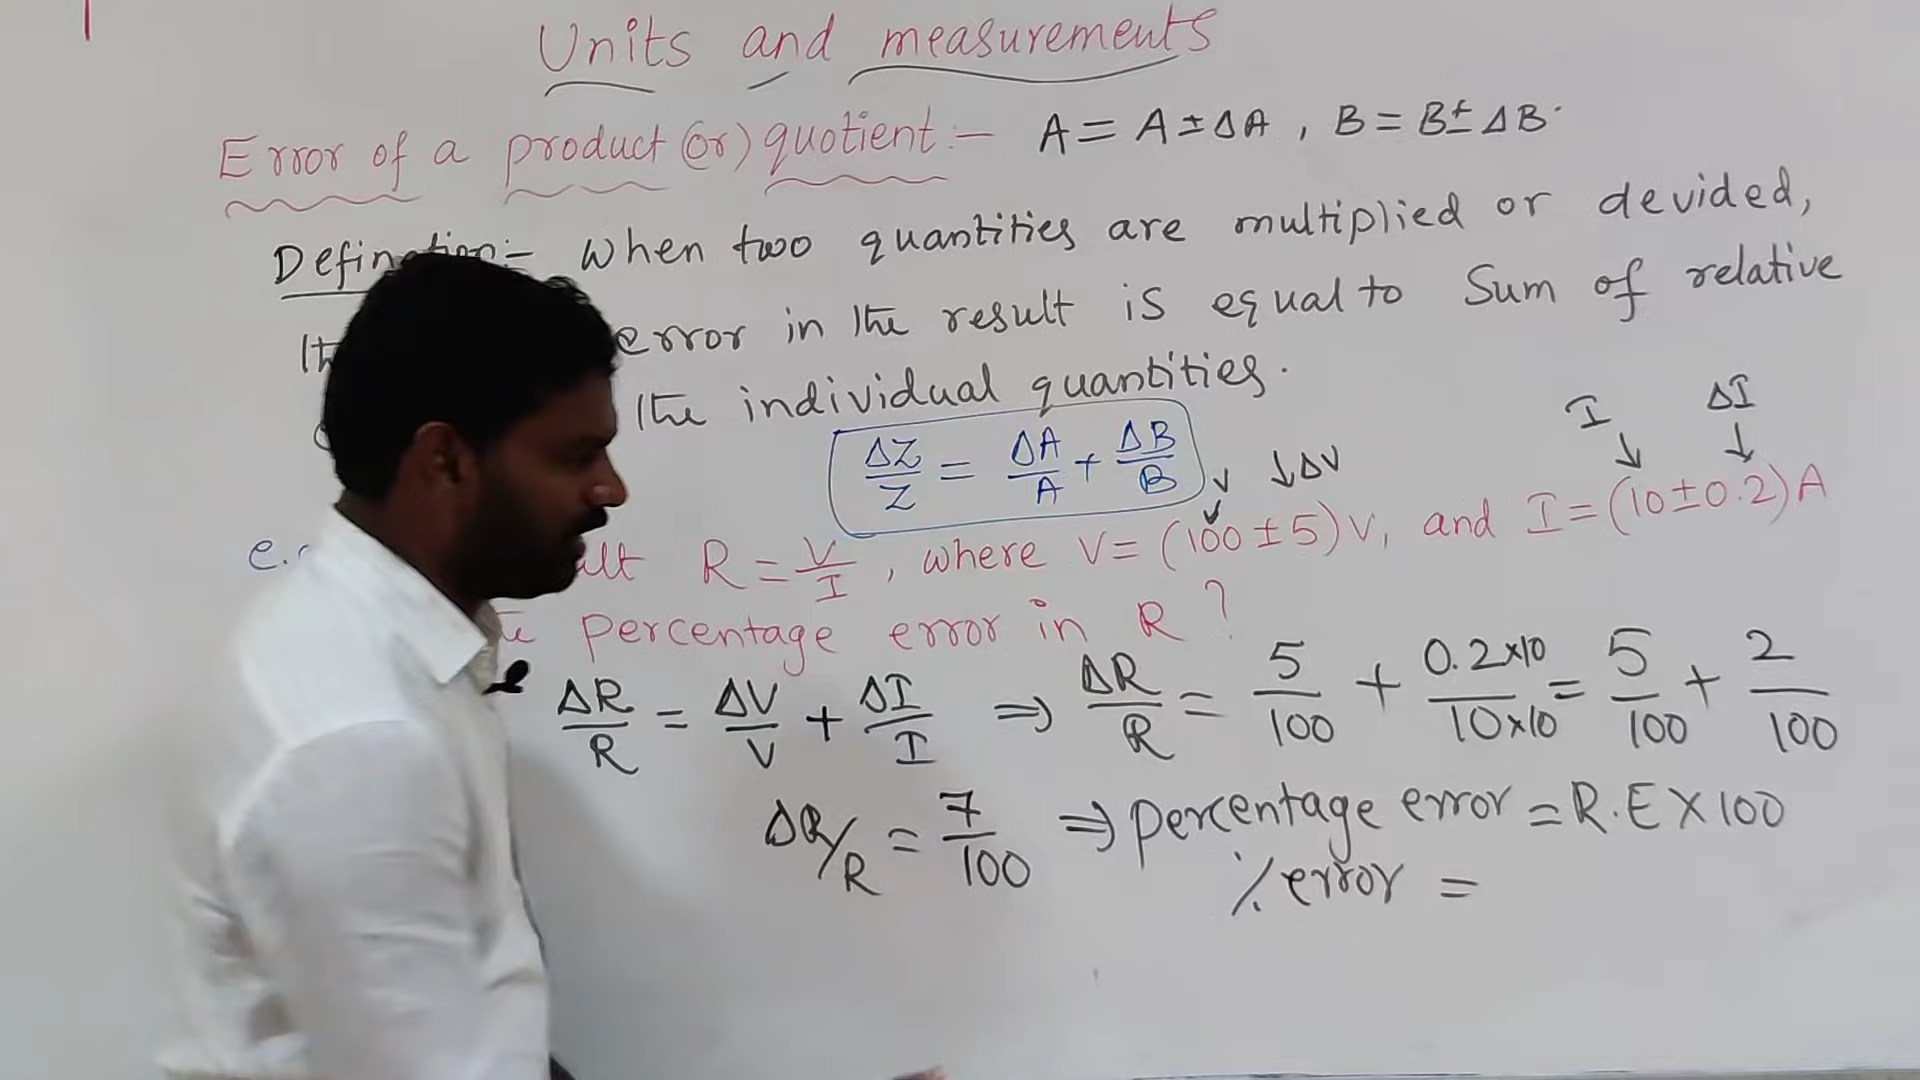 Units and measurements
Error of a product (or) quotient :- A = A ± ΔA , B = B ± ΔB.
When two quantities are multiplied or devided,
error in the result is equal to Sum of relative
the individual quantities.
ΔZ/Z = ΔA/A + ΔB/B
↓ ↓ΔV
I ↓ ΔI ↓
R = V/I , where V = (100 ± 5) V, and I = (10 ± 0.2) A
percentage error in R ?
ΔR/R = ΔV/V + ΔI/I ⇒ ΔR/R = 5/100 + 0.2×10/10×10 = 5/100 + 2/100
ΔR/R = 7/100 ⇒ percentage error = R.E × 100
% error =